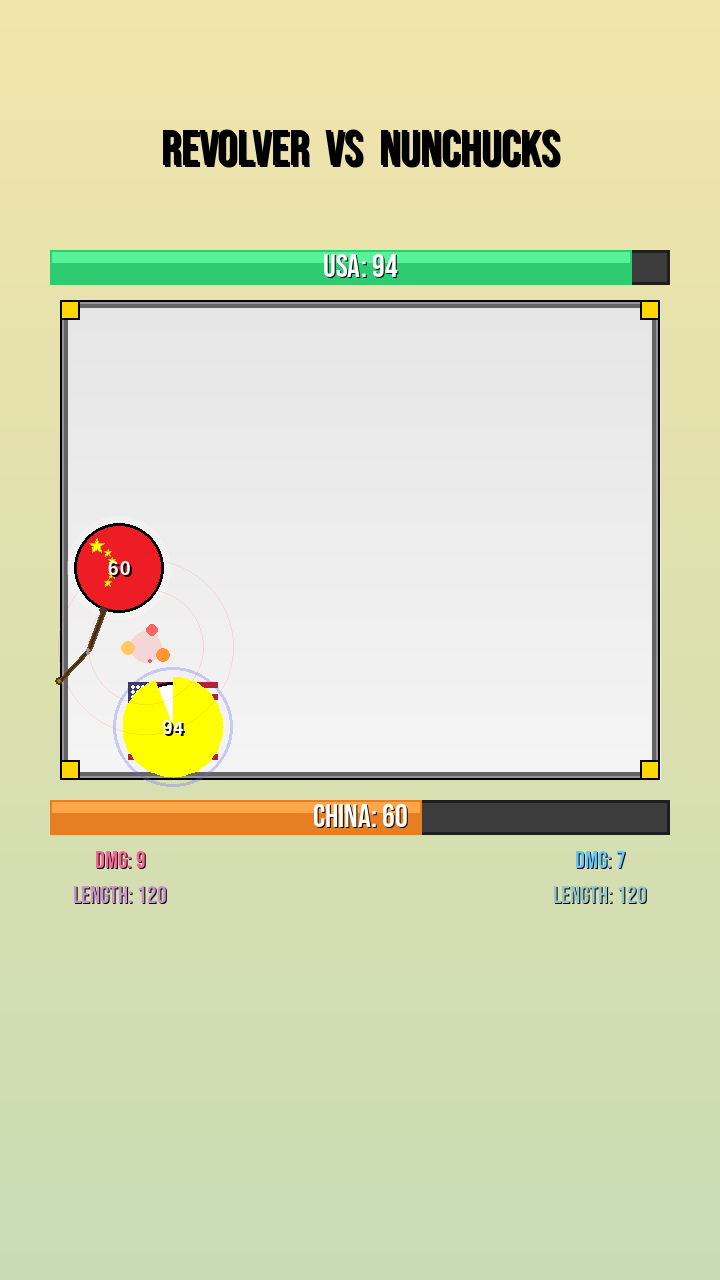 REVOLVER VS NUNCHUCKS
USA: 94
60
94
CHINA: 60
DMG: 9
DMG: 7
LENGTH: 120
LENGTH: 120